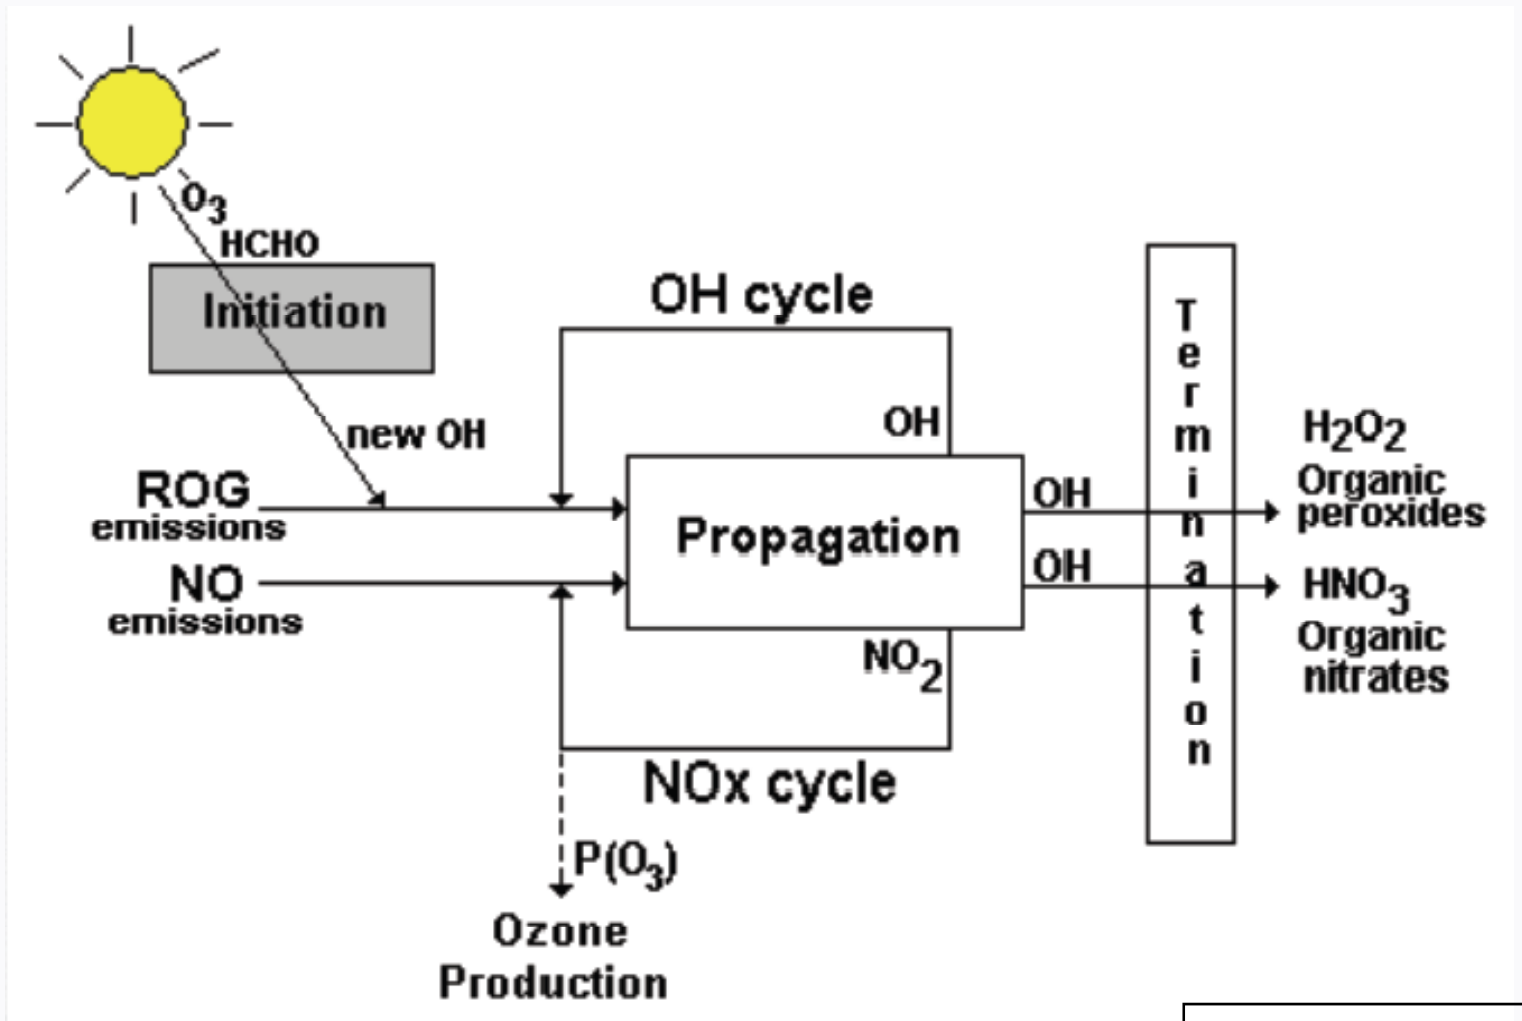 O3
HCHO
Initiation
new OH
OH cycle
OH
ROG
emissions
NO
emissions
Propagation
OH
OH
NO2
NOx cycle
P(O3)
Ozone
Production
Termination
H2O2
Organic
peroxides
HNO3
Organic
nitrates